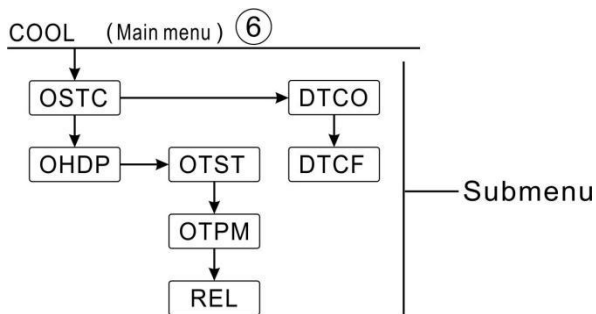 COOL (Main menu) ⑥
OSTC DTCO
OHDP OTST DTCF
Submenu
OTPM
REL